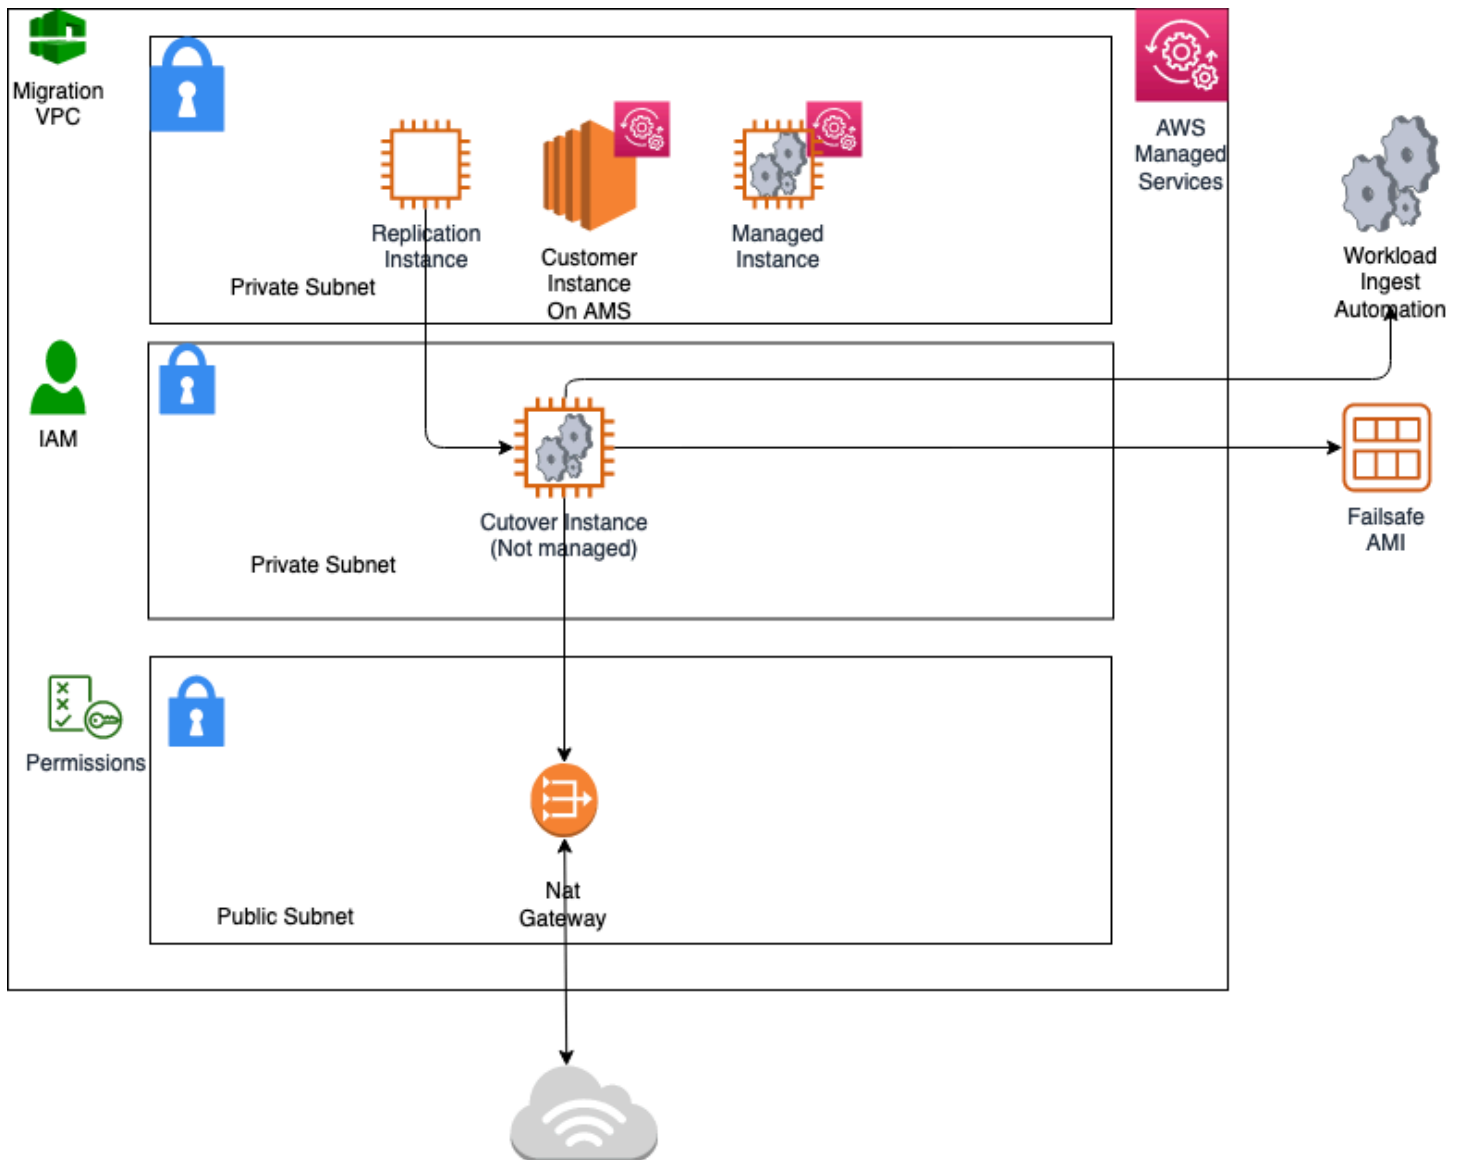 Migration
VPC
AWS
Managed
Services
Replication
Instance
Customer
Instance
On AMS
Managed
Instance
Private Subnet
Workload
Ingest
Automation
IAM
Cutover Instance
(Not managed)
Private Subnet
Failsafe
AMI
Permissions
Nat
Gateway
Public Subnet